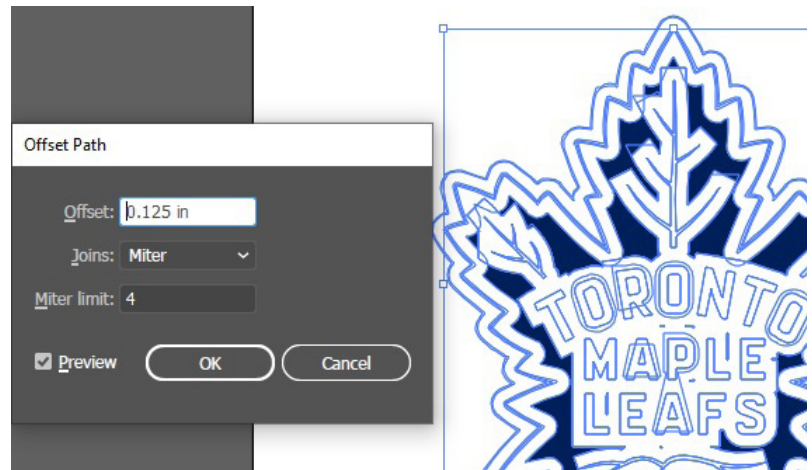 Offset Path
Offset: 0.125 in
Joins: Miter
Miter limit: 4
Preview OK Cancel
TORONTO
MAPLE
LEAFS